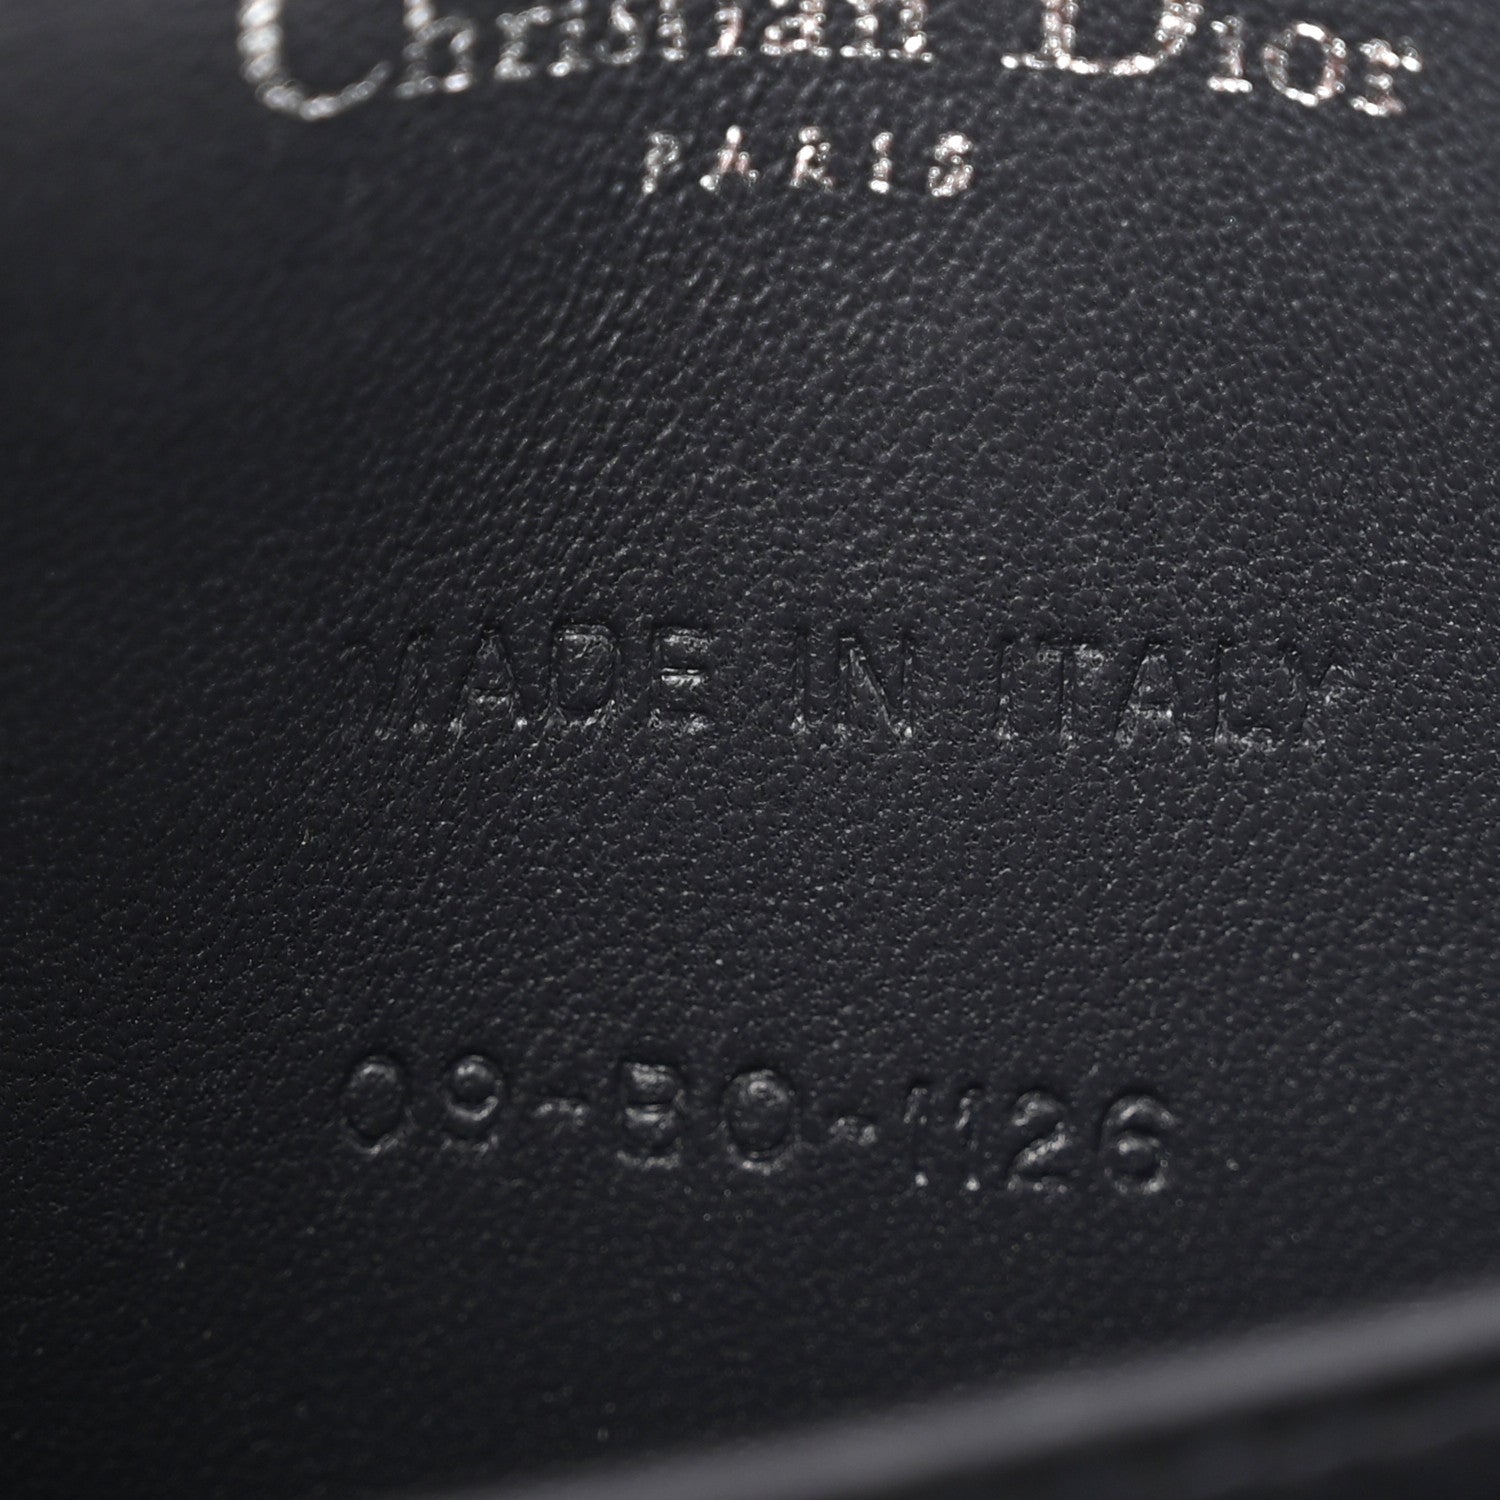 Christian Dior
PARIS
MADE IN ITALY
09-BO-1126